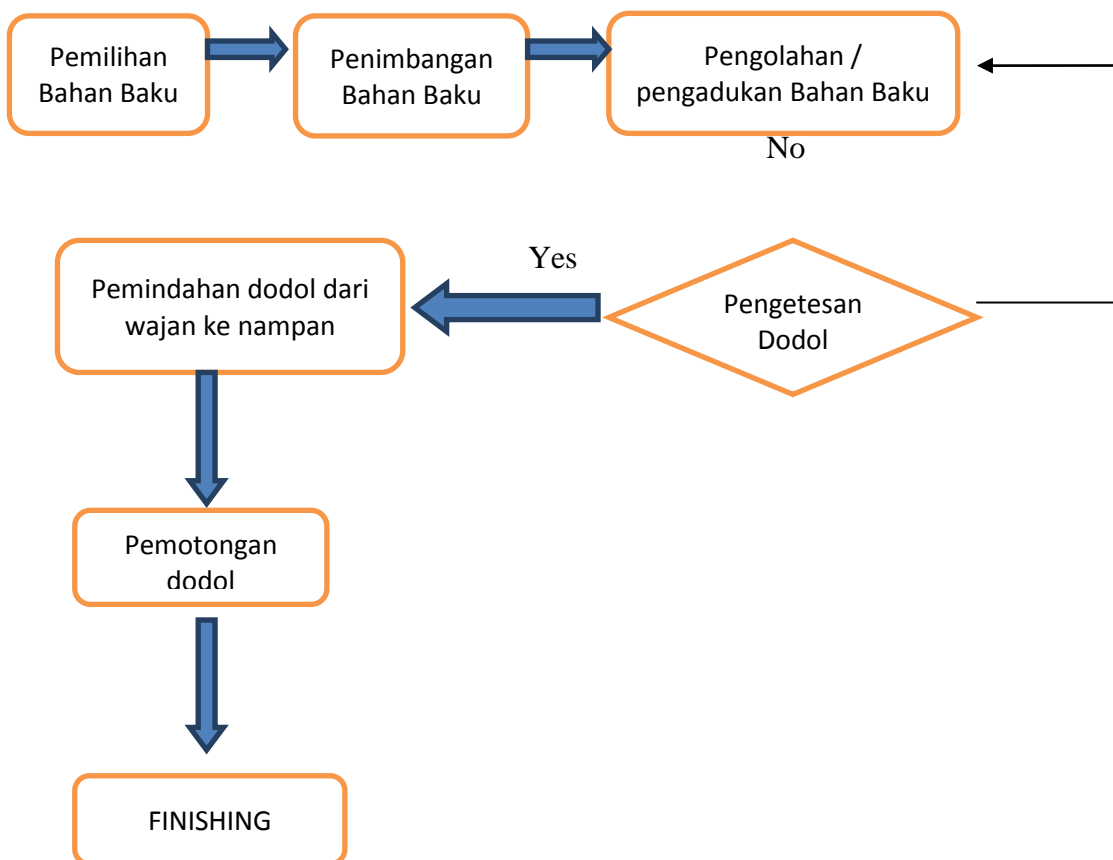 Pemilihan
Bahan Baku
Penimbangan
Bahan Baku
Pengolahan /
pengadukan Bahan Baku
No
Yes
Pemindahan dodol dari
wajan ke nampan
Pengetesan
Dodol
Pemotongan
dodol
FINISHING